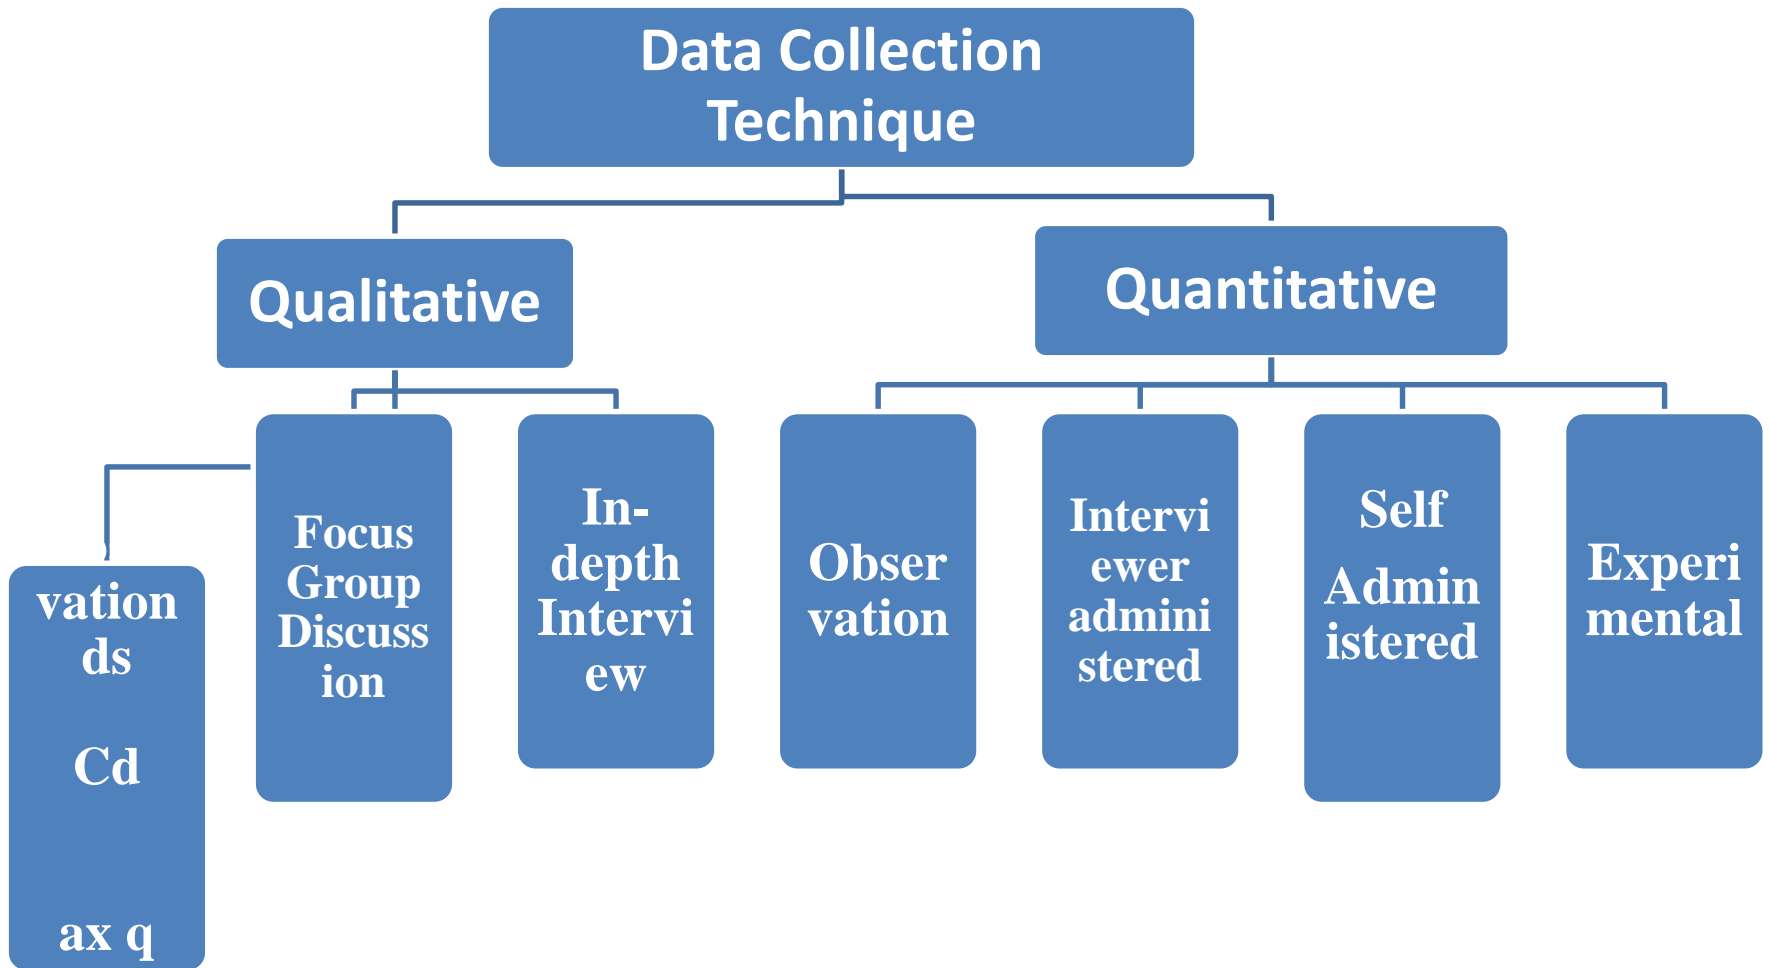 Data Collection
Technique
Qualitative
Quantitative
vation
ds
Cd
ax q
Focus
Group
Discuss
ion
In-
depth
Intervi
ew
Obser
vation
Intervi
ewer
admini
stered
Self
Admin
istered
Experi
mental